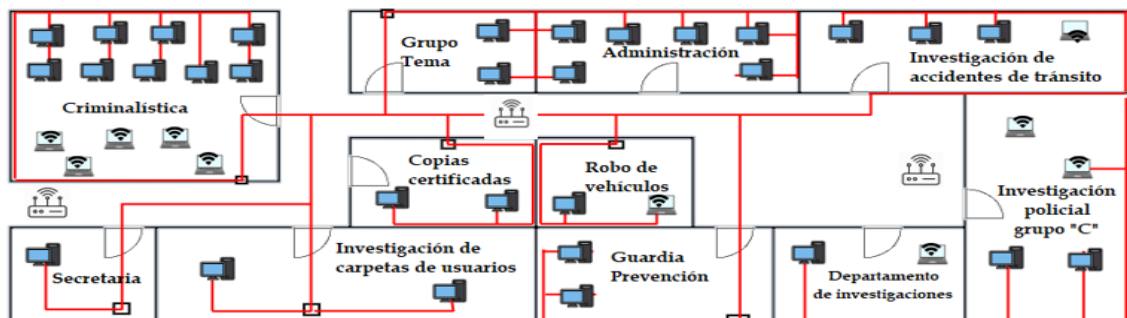 Grupo
Tema
Administración
Investigación de
accidentes de tránsito
Criminalística
Copias
certificadas
Robo de
vehículos
Investigación
policial
grupo "C"
Secretaria
Investigación de
carpetas de usuarios
Guardia
Prevención
Departamento
de investigaciones